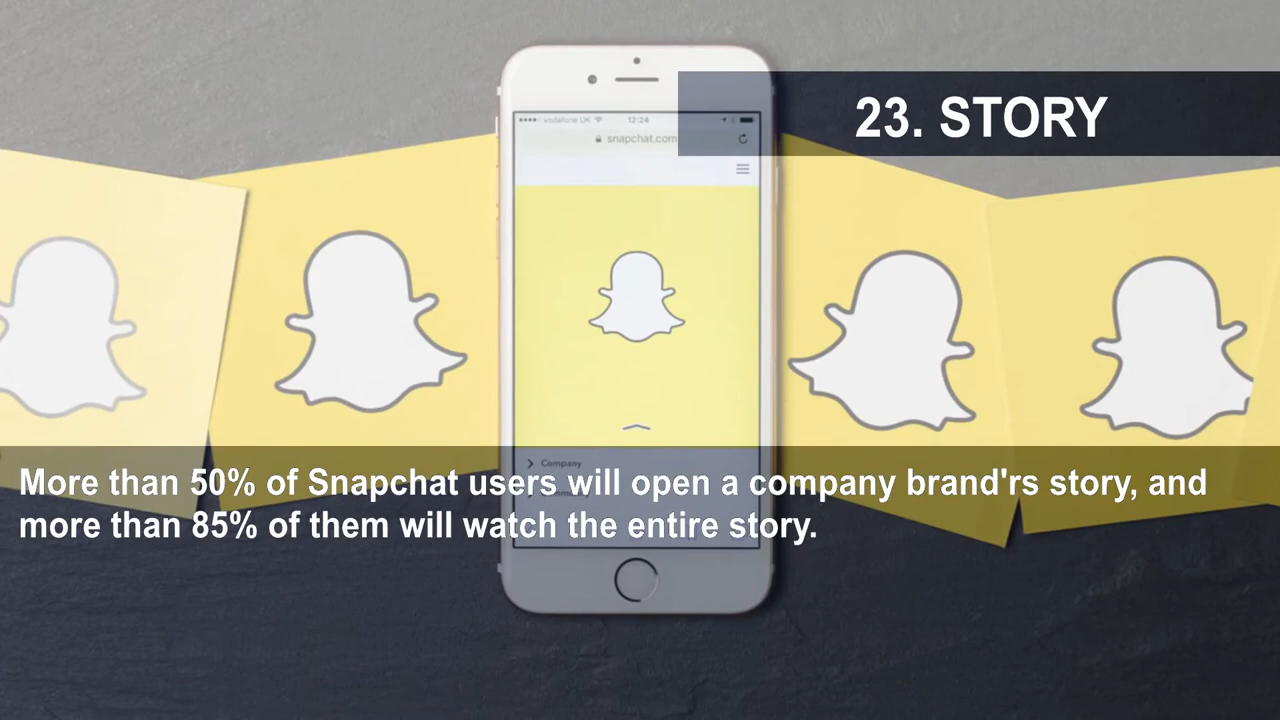 23. STORY
vodafone UK 12:24
snapchat.com
Company
More than 50% of Snapchat users will open a company brand'rs story, and
more than 85% of them will watch the entire story.